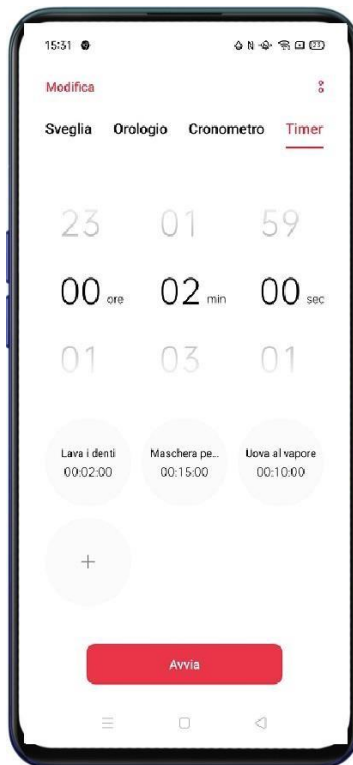 15:31
Modifica
Sveglia Orologio Cronometro Timer
23 01 59
00 ore 02 min 00 sec
01 03 01
Lava i denti Maschera pe... Uova al vapore
00:02:00 00:15:00 00:10:00
+
Avvia